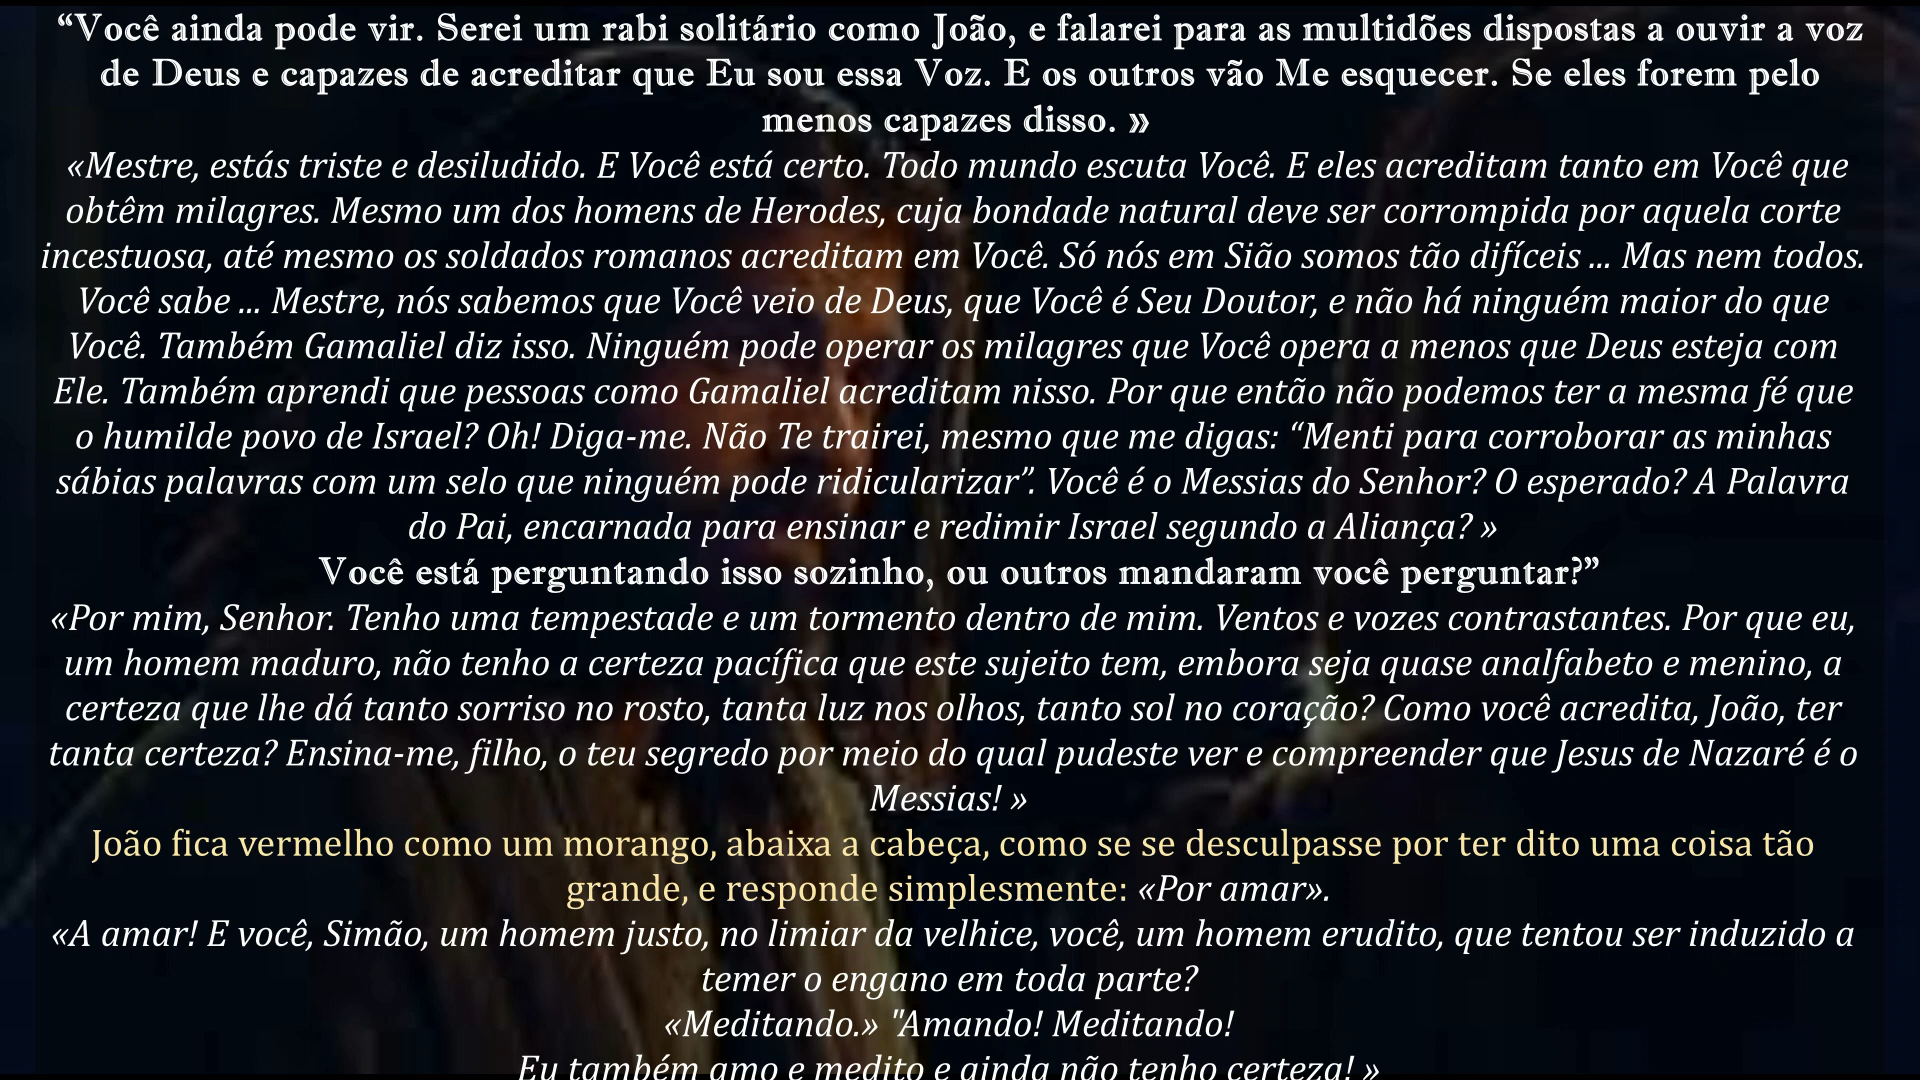 “Você ainda pode vir. Serei um rabi solitário como João, e falarei para as multidões dispostas a ouvir a voz
de Deus e capazes de acreditar que Eu sou essa Voz. E os outros vão Me esquecer. Se eles forem pelo
menos capazes disso. »
«Mestre, estás triste e desiludido. E Você está certo. Todo mundo escuta Você. E eles acreditam tanto em Você que
obtêm milagres. Mesmo um dos homens de Herodes, cuja bondade natural deve ser corrompida por aquela corte
incestuosa, até mesmo os soldados romanos acreditam em Você. Só nós em Sião somos tão difíceis ... Mas nem todos.
Você sabe ... Mestre, nós sabemos que Você veio de Deus, que Você é Seu Doutor, e não há ninguém maior do que
Você. Também Gamaliel diz isso. Ninguém pode operar os milagres que Você opera a menos que Deus esteja com
Ele. Também aprendi que pessoas como Gamaliel acreditam nisso. Por que então não podemos ter a mesma fé que
o humilde povo de Israel? Oh! Diga-me. Não Te trairei, mesmo que me digas: “Menti para corroborar as minhas
sábias palavras com um selo que ninguém pode ridicularizar”. Você é o Messias do Senhor? O esperado? A Palavra
do Pai, encarnada para ensinar e redimir Israel segundo a Aliança? »
Você está perguntando isso sozinho, ou outros mandaram você perguntar?”
«Por mim, Senhor. Tenho uma tempestade e um tormento dentro de mim. Ventos e vozes contrastantes. Por que eu,
um homem maduro, não tenho a certeza pacífica que este sujeito tem, embora seja quase analfabeto e menino, a
certeza que lhe dá tanto sorriso no rosto, tanta luz nos olhos, tanto sol no coração? Como você acredita, João, ter
tanta certeza? Ensina-me, filho, o teu segredo por meio do qual pudeste ver e compreender que Jesus de Nazaré é o
Messias! »
João fica vermelho como um morango, abaixa a cabeça, como se se desculpasse por ter dito uma coisa tão
grande, e responde simplesmente: «Por amar».
«A amar! E você, Simão, um homem justo, no limiar da velhice, você, um homem erudito, que tentou ser induzido a
temer o engano em toda parte?
«Meditando.» "Amando! Meditando!
Eu também amo e medito e ainda não tenho certeza! »